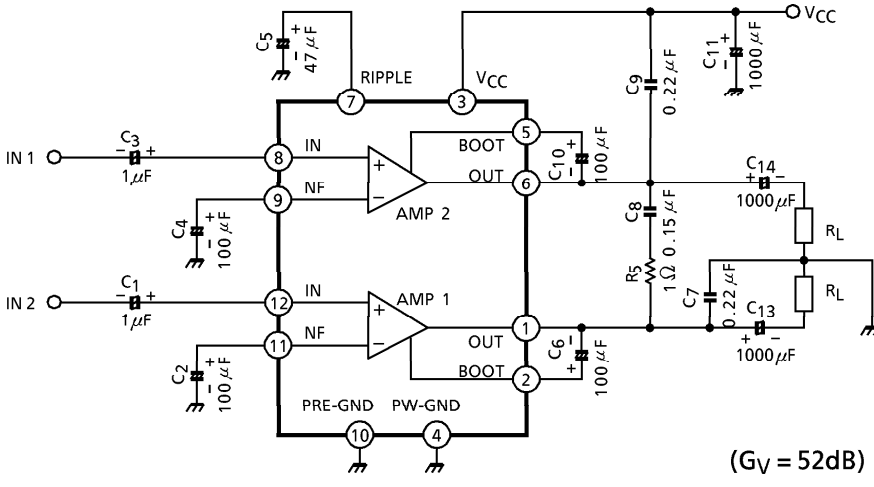 VCC
C5
+
-
47μF
RIPPLE
VCC
7
3
C9
0.22μF
C11
+
-
1000μF
IN 1
C3
- +
1μF
8
IN
+
5
BOOT
C10
+
-
100μF
9
NF
-
AMP 2
OUT
6
C14
+ -
1000μF
C4
+
-
100μF
C8
0.15μF
R5
1Ω
RL
IN 2
C1
- +
1μF
12
IN
+
AMP 1
OUT
1
C7
0.22μF
RL
C13
+ -
1000μF
11
NF
-
C2
+
-
100μF
BOOT
2
C6
-
+
100μF
PRE-GND
PW-GND
10
4
(GV = 52dB)